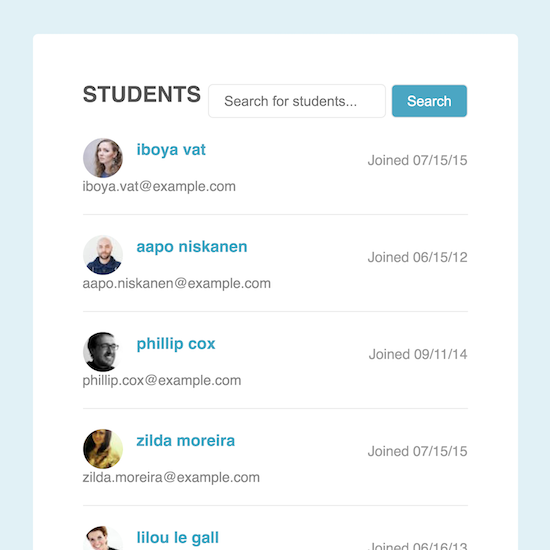 STUDENTS
Search for students...
Search
iboya vat
Joined 07/15/15
iboya.vat@example.com
aapo niskanen
Joined 06/15/12
aapo.niskanen@example.com
phillip cox
Joined 09/11/14
phillip.cox@example.com
zilda moreira
Joined 07/15/15
zilda.moreira@example.com
lilou le gall
Joined 06/16/13